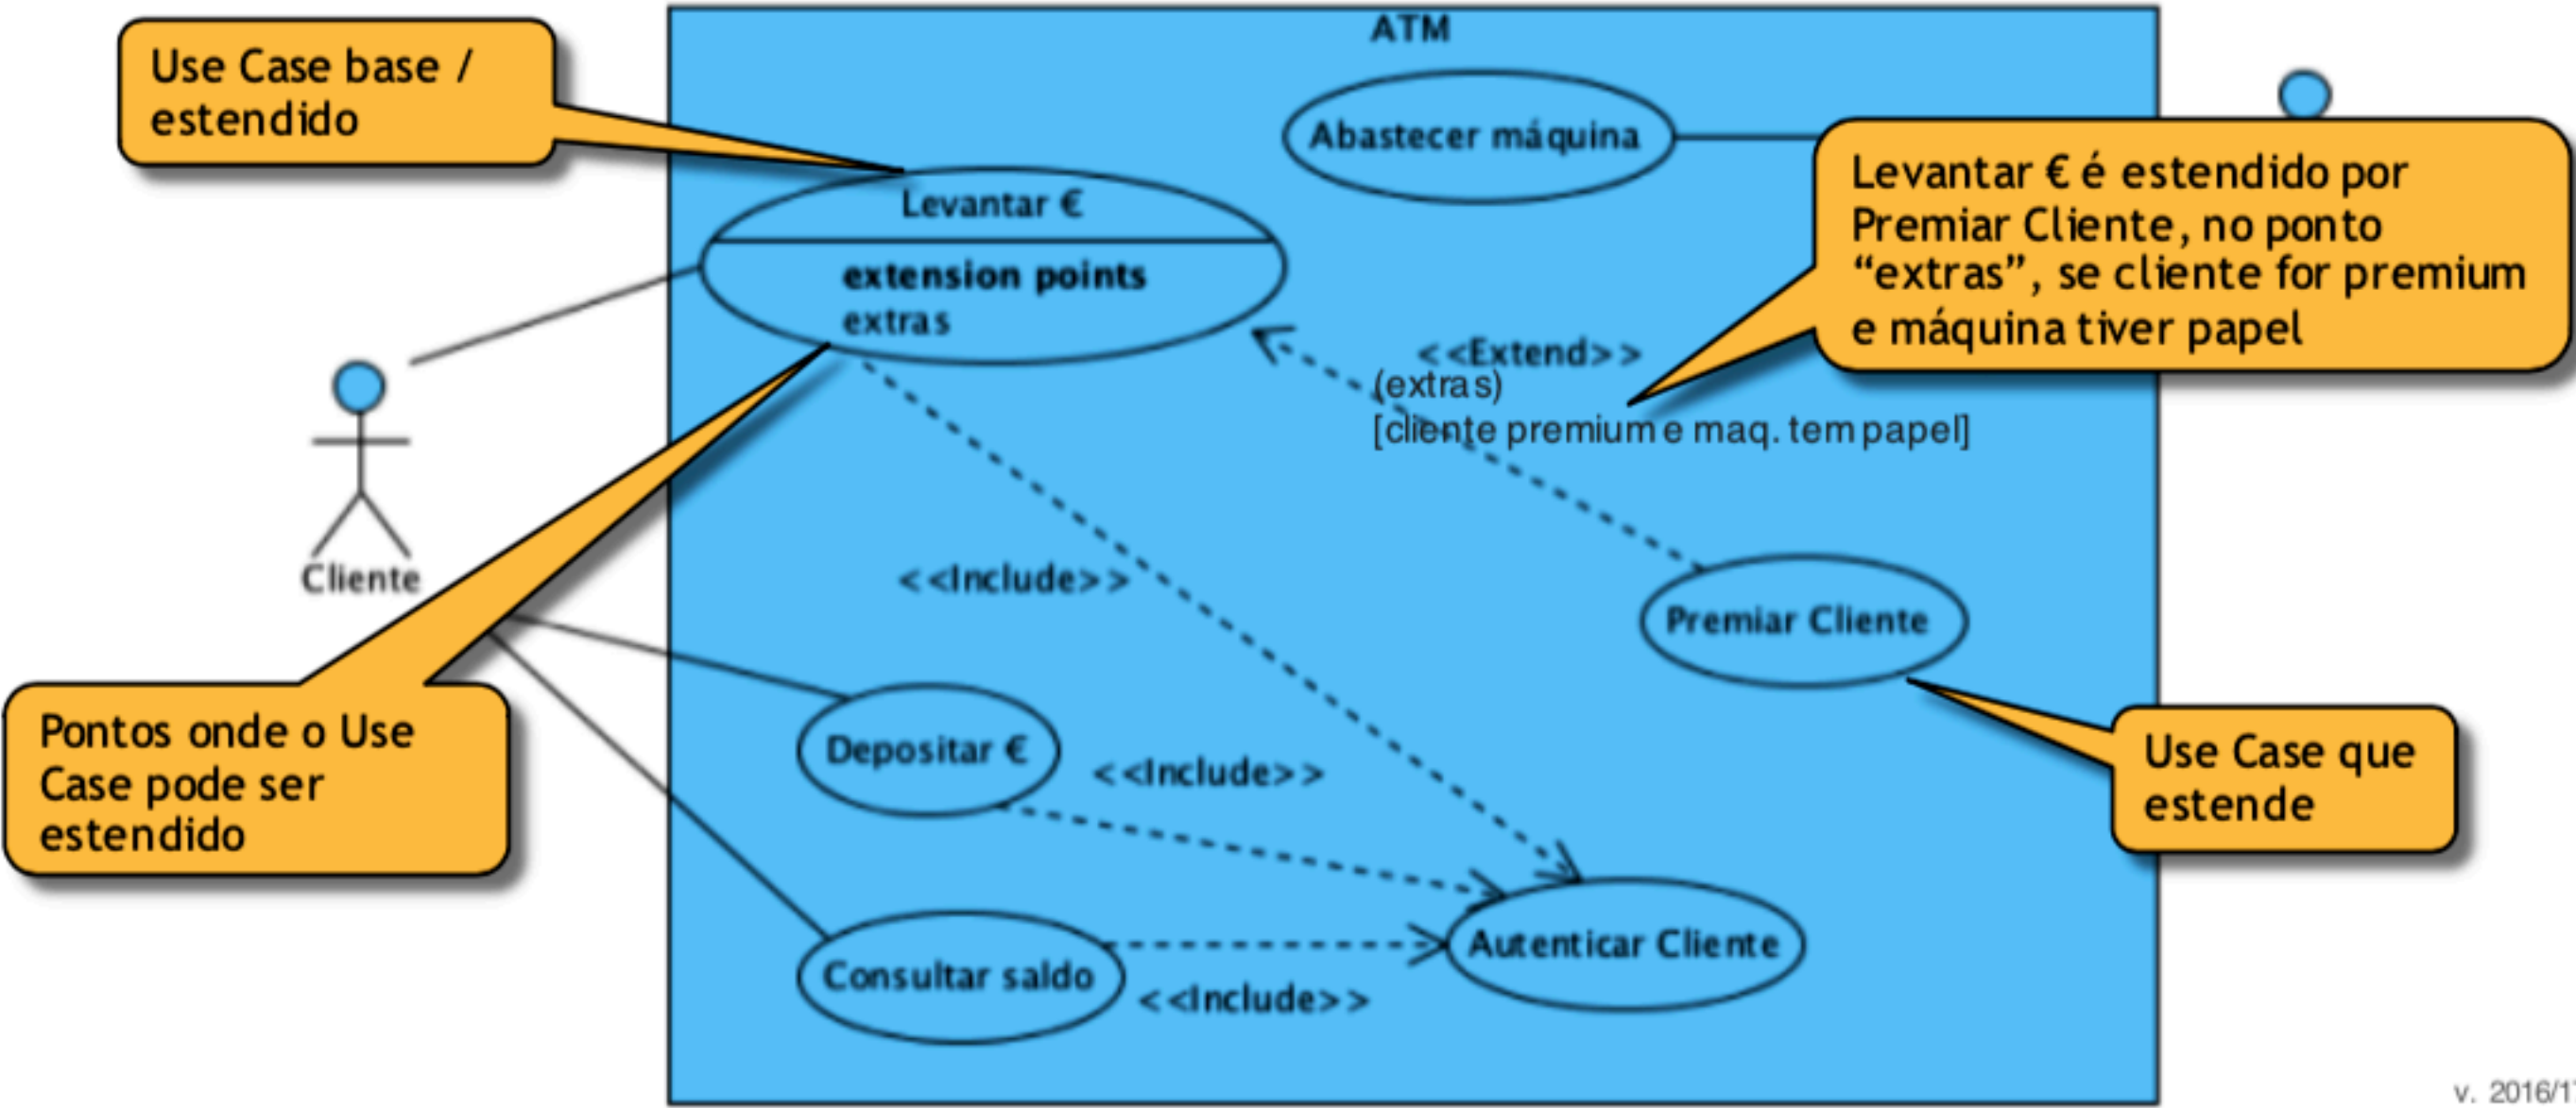 ATM
Use Case base /
estendido
Abastecer máquina
Levantar € é estendido por
Premiar Cliente, no ponto
“extras”, se cliente for premium
e máquina tiver papel
Levantar €
extension points
extras
<<Extend>>
(extras)
[cliente premium e maq. tem papel]
Cliente
<<Include>>
Premiar Cliente
Pontos onde o Use
Case pode ser
estendido
Depositar €
<<Include>>
Use Case que
estende
Autenticar Cliente
Consultar saldo
<<Include>>
v. 2016/17